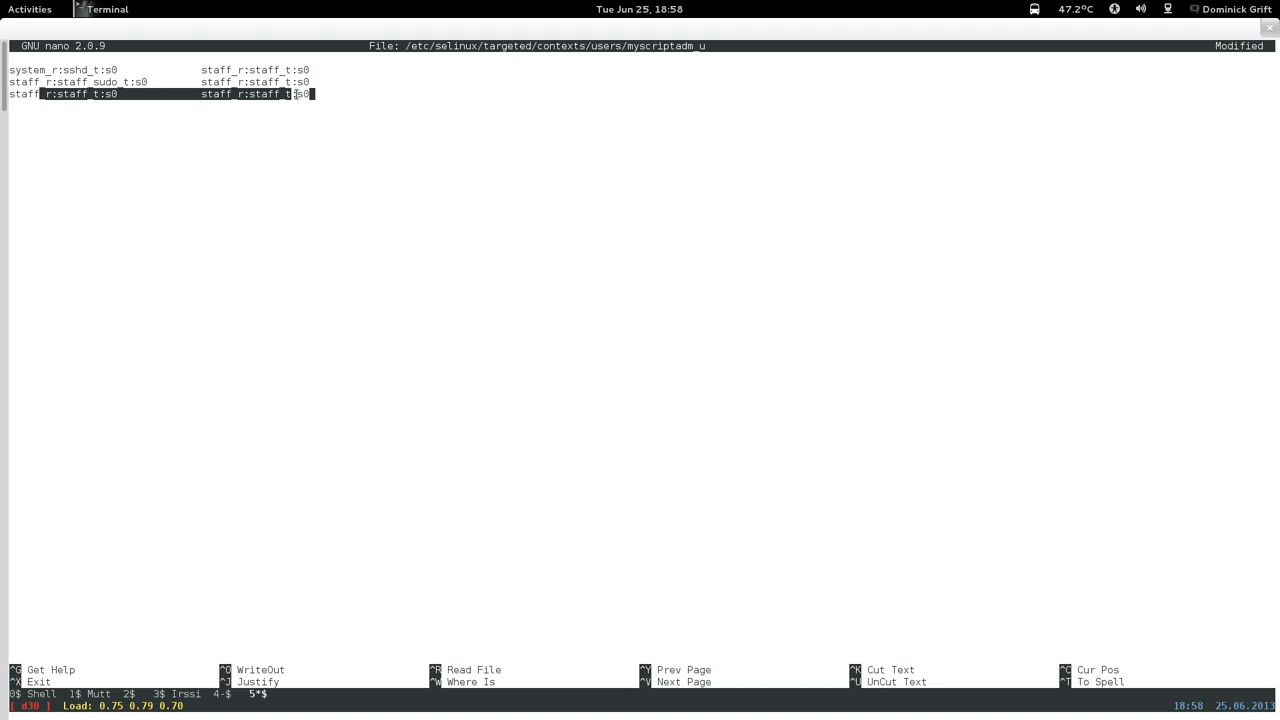 Activities Terminal Tue Jun 25, 18:58 47.2°C Dominick Grift
GNU nano 2.0.9 File: /etc/selinux/targeted/contexts/users/myscriptadm_u Modified
system_r:sshd_t:s0 staff_r:staff_t:s0
staff_r:staff_sudo_t:s0 staff_r:staff_t:s0
staff_r:staff_t:s0 staff_r:staff_t:s0
^G Get Help ^O WriteOut ^R Read File ^Y Prev Page ^K Cut Text ^C Cur Pos
^X Exit ^J Justify ^W Where Is ^V Next Page ^U UnCut Text ^T To Spell
0$ Shell 1$ Mutt 2$ 3$ Irssi 4-$ 5*$
[ d30 ] Load: 0.75 0.79 0.70 18:58 25.06.2013